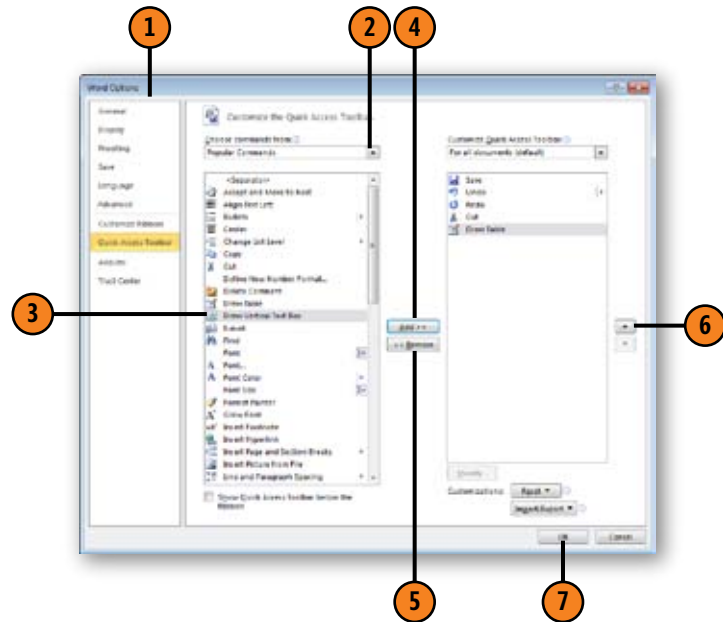 1
2
4
Word Options
General
Display
Proofing
Save
Language
Advanced
Customize Ribbon
Quick Access Toolbar
Add-Ins
Trust Center
Customize the Quick Access Toolbar.
Choose commands from:
Popular Commands
<Separator>
Accept and Move to Next
Align Text Left
Bullets
Center
Change List Level
Copy
Cut
Define New Number Format...
Delete Comment
Draw Table
Draw Vertical Text Box
E-mail
Find
Font
Font...
Font Color
Font Size
Format Painter
Grow Font
Insert Footnote
Insert Hyperlink
Insert Page and Section Breaks
Insert Picture from File
Line and Paragraph Spacing
Show Quick Access Toolbar below the
Ribbon
3
Add >>
<< Remove
Customize Quick Access Toolbar:
For all documents (default)
Save
Undo
Redo
Cut
Draw Table
6
Modify...
Customizations:
Reset
Import/Export
OK
Cancel
5
7